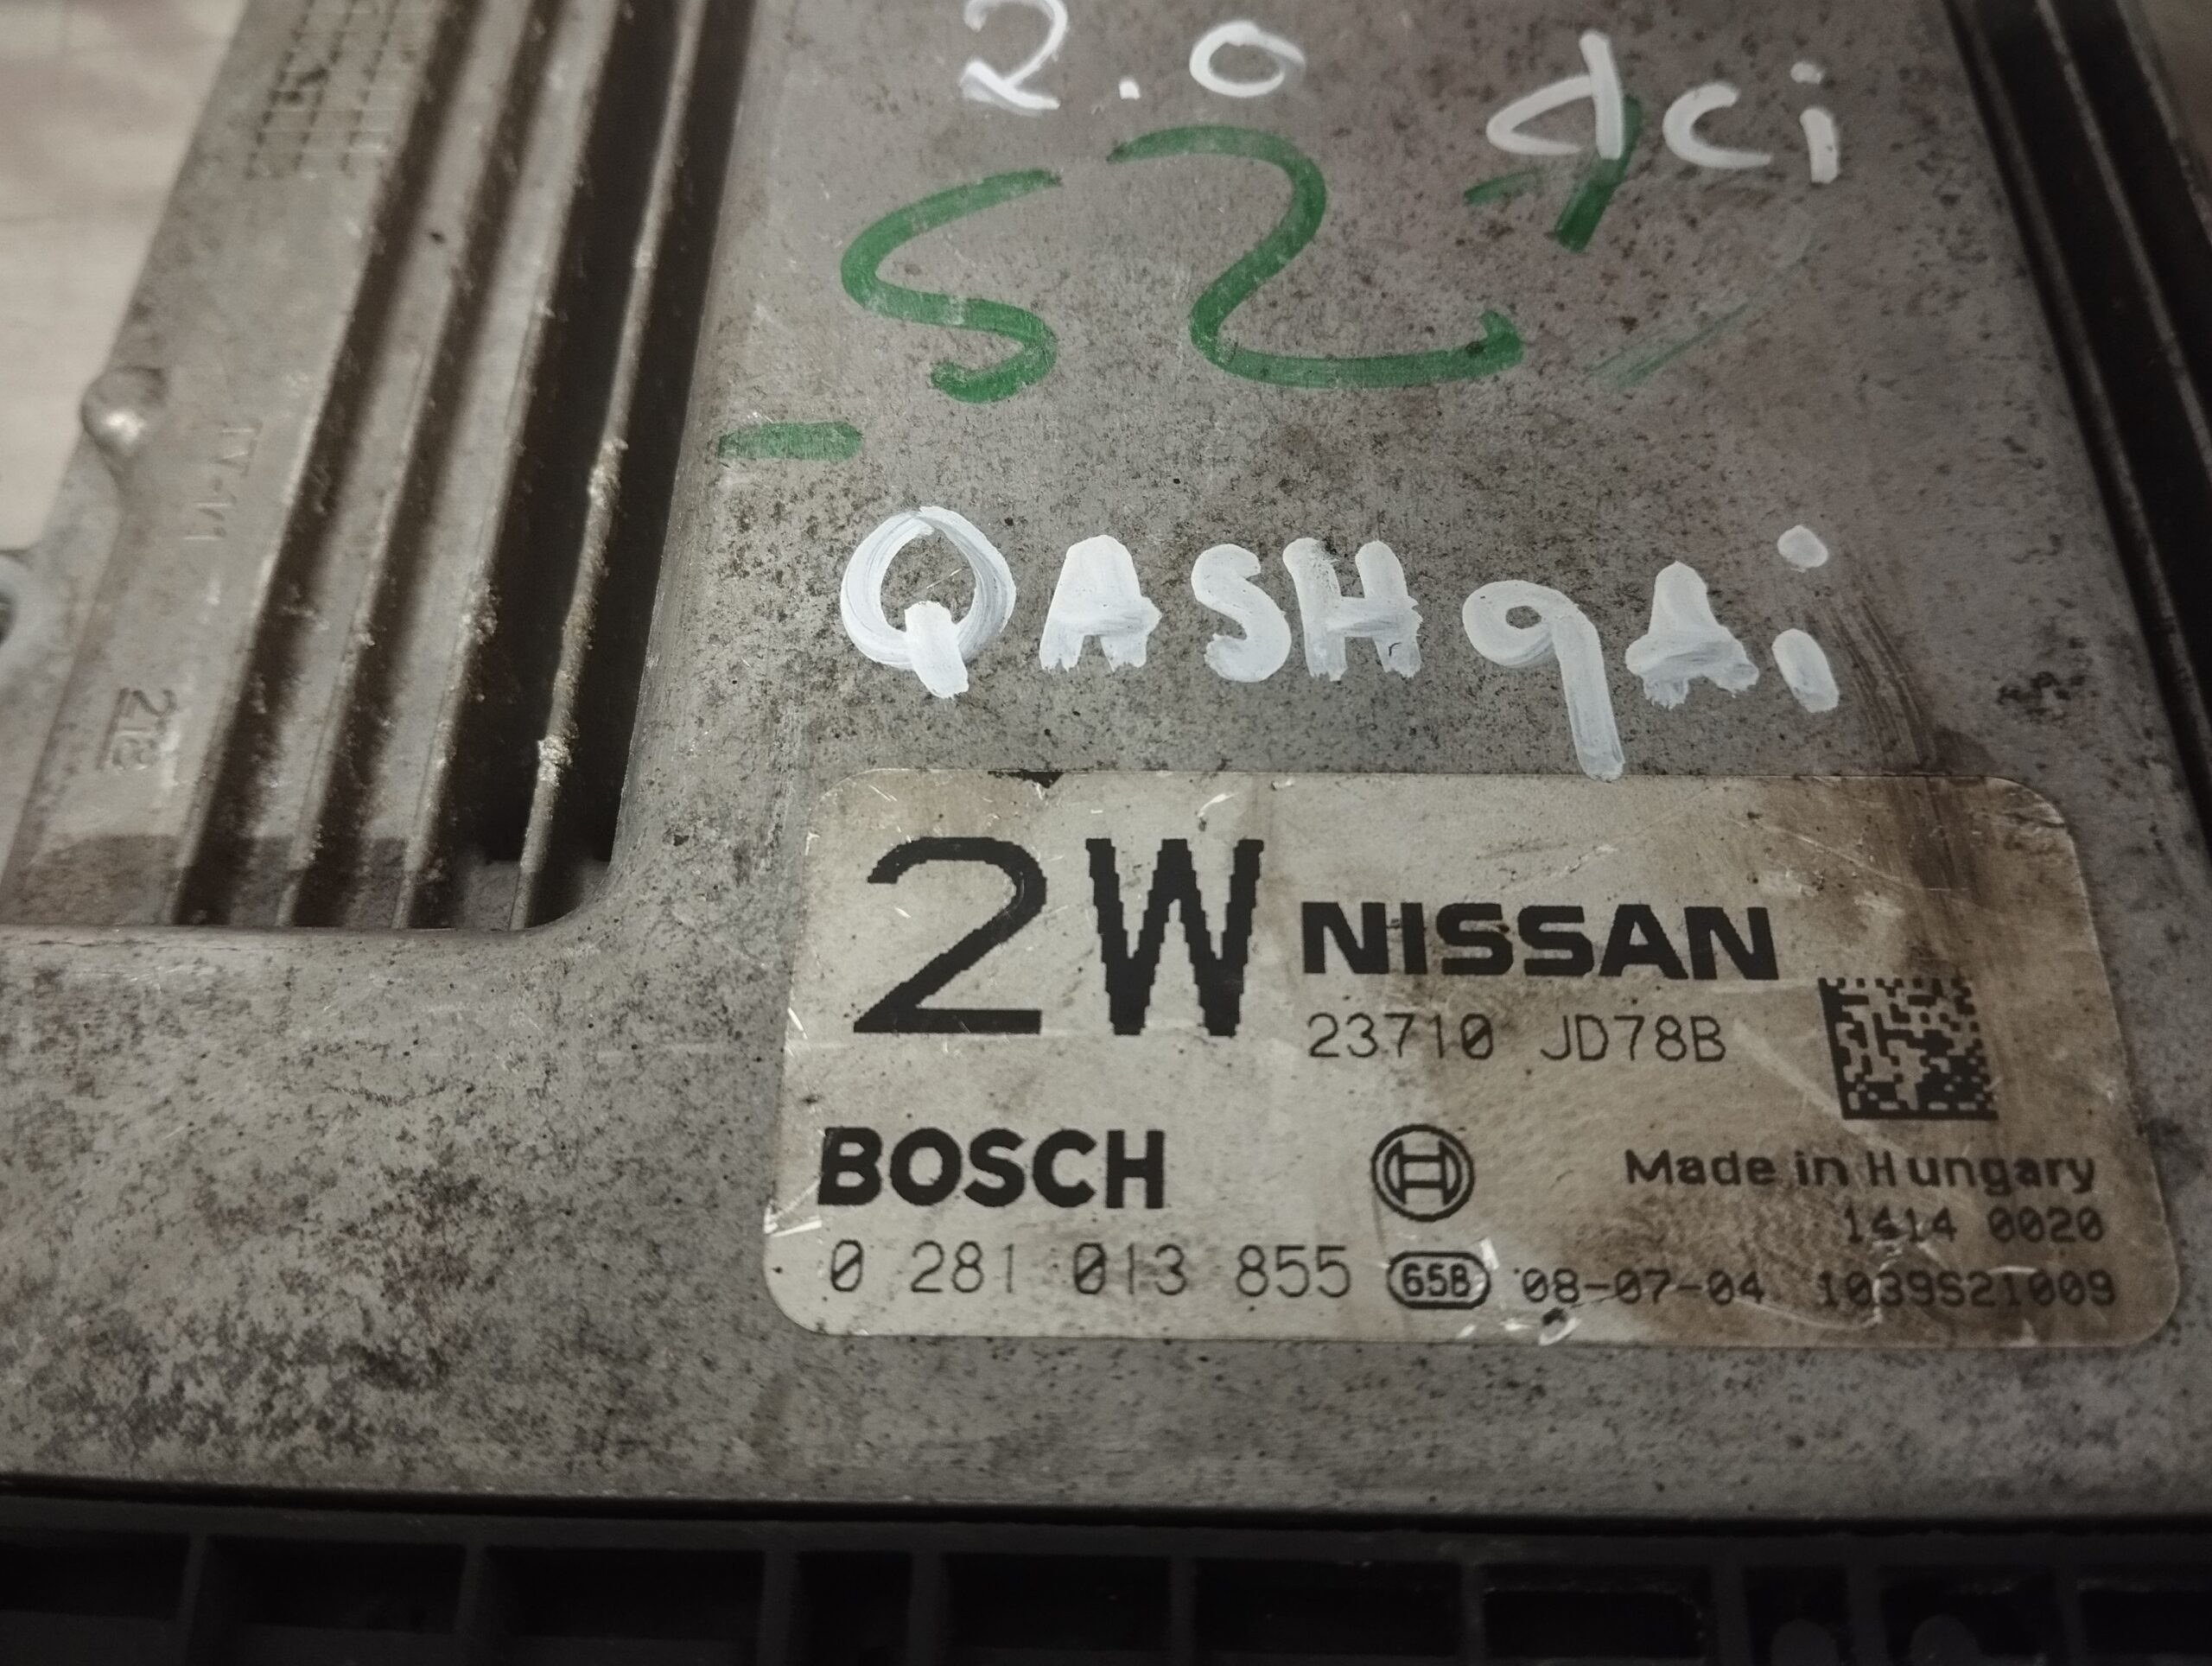 2.0 dci
52
QASHqAi
2W NISSAN
23710 JD78B
BOSCH
Made in Hungary
1414 0020
0 281 013 855 65B 08-07-04 1039S21009